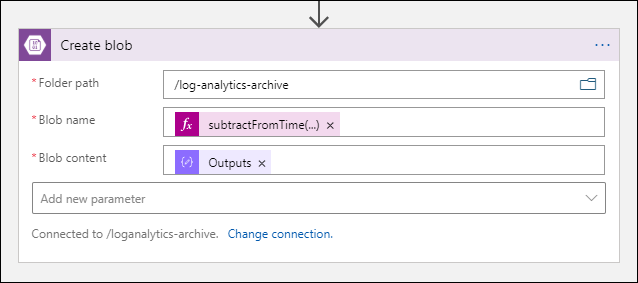 Create blob
* Folder path /log-analytics-archive
* Blob name fx subtractFromTime(...) ×
* Blob content Outputs ×
Add new parameter
Connected to /loganalytics-archive. Change connection.